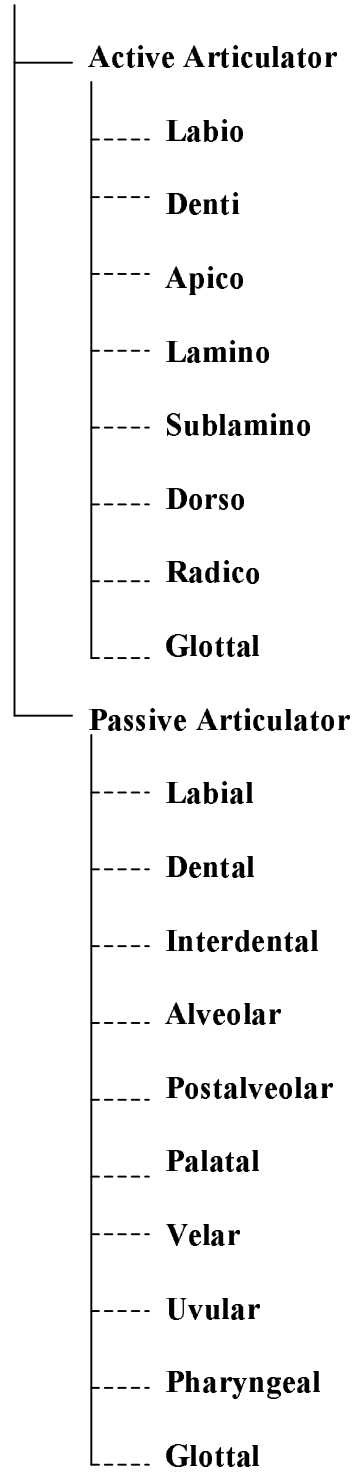 Active Articulator
Labio
Denti
Apico
Lamino
Sublamino
Dorso
Radico
Glottal
Passive Articulator
Labial
Dental
Interdental
Alveolar
Postalveolar
Palatal
Velar
Uvular
Pharyngeal
Glottal